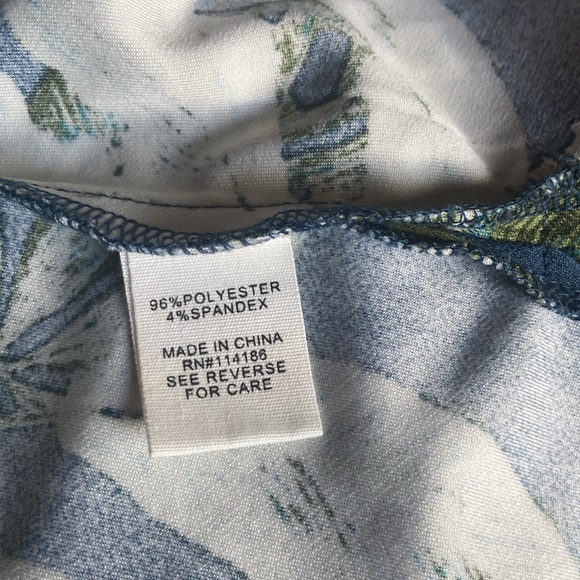 96%POLYESTER
4%SPANDEX
MADE IN CHINA
RN#114186
SEE REVERSE
FOR CARE